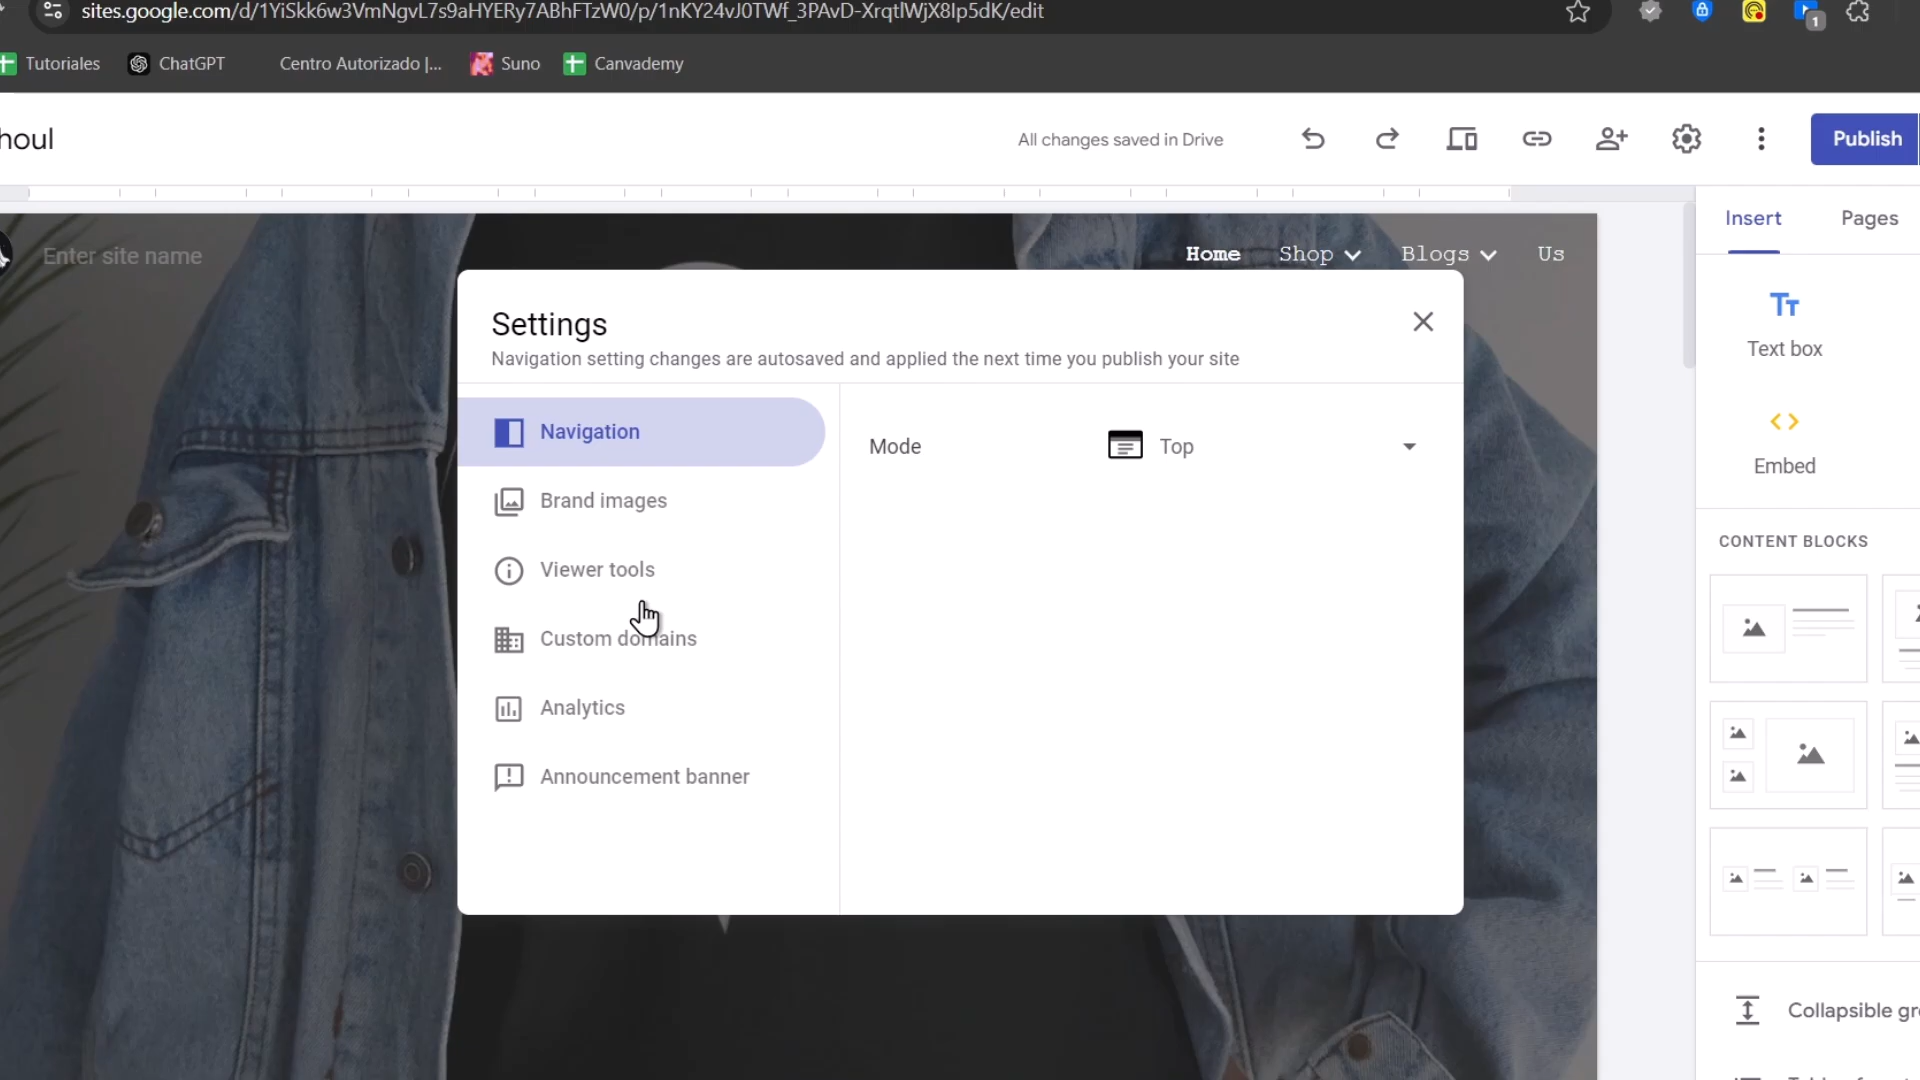 sites.google.com/d/1YiSkk6w3VmNgvL7s9aHYERy7ABhFTzW0/p/1nKY24vJ0TWf_3PAvD-XrqtlWjX8Ip5dK/edit
1
Tutoriales ChatGPT Centro Autorizado |... Suno Canvademy
houl All changes saved in Drive Publish
Insert Pages
Enter site name Home Shop Blogs Us
Settings
Navigation setting changes are autosaved and applied the next time you publish your site
Navigation
Brand images
Viewer tools
Custom domains
Analytics
Announcement banner
Mode Top
Tт
Text box
Embed
CONTENT BLOCKS
Collapsible gr